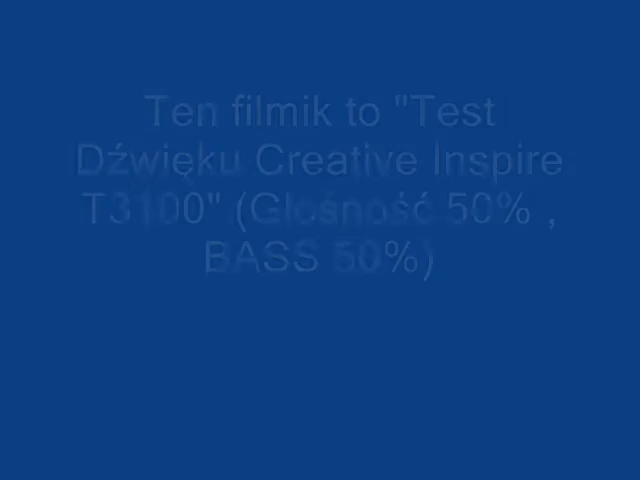 Ten filmik to "Test
Dźwięku Creative Inspire
T3100" (Głośność 50% ,
BASS 50%)